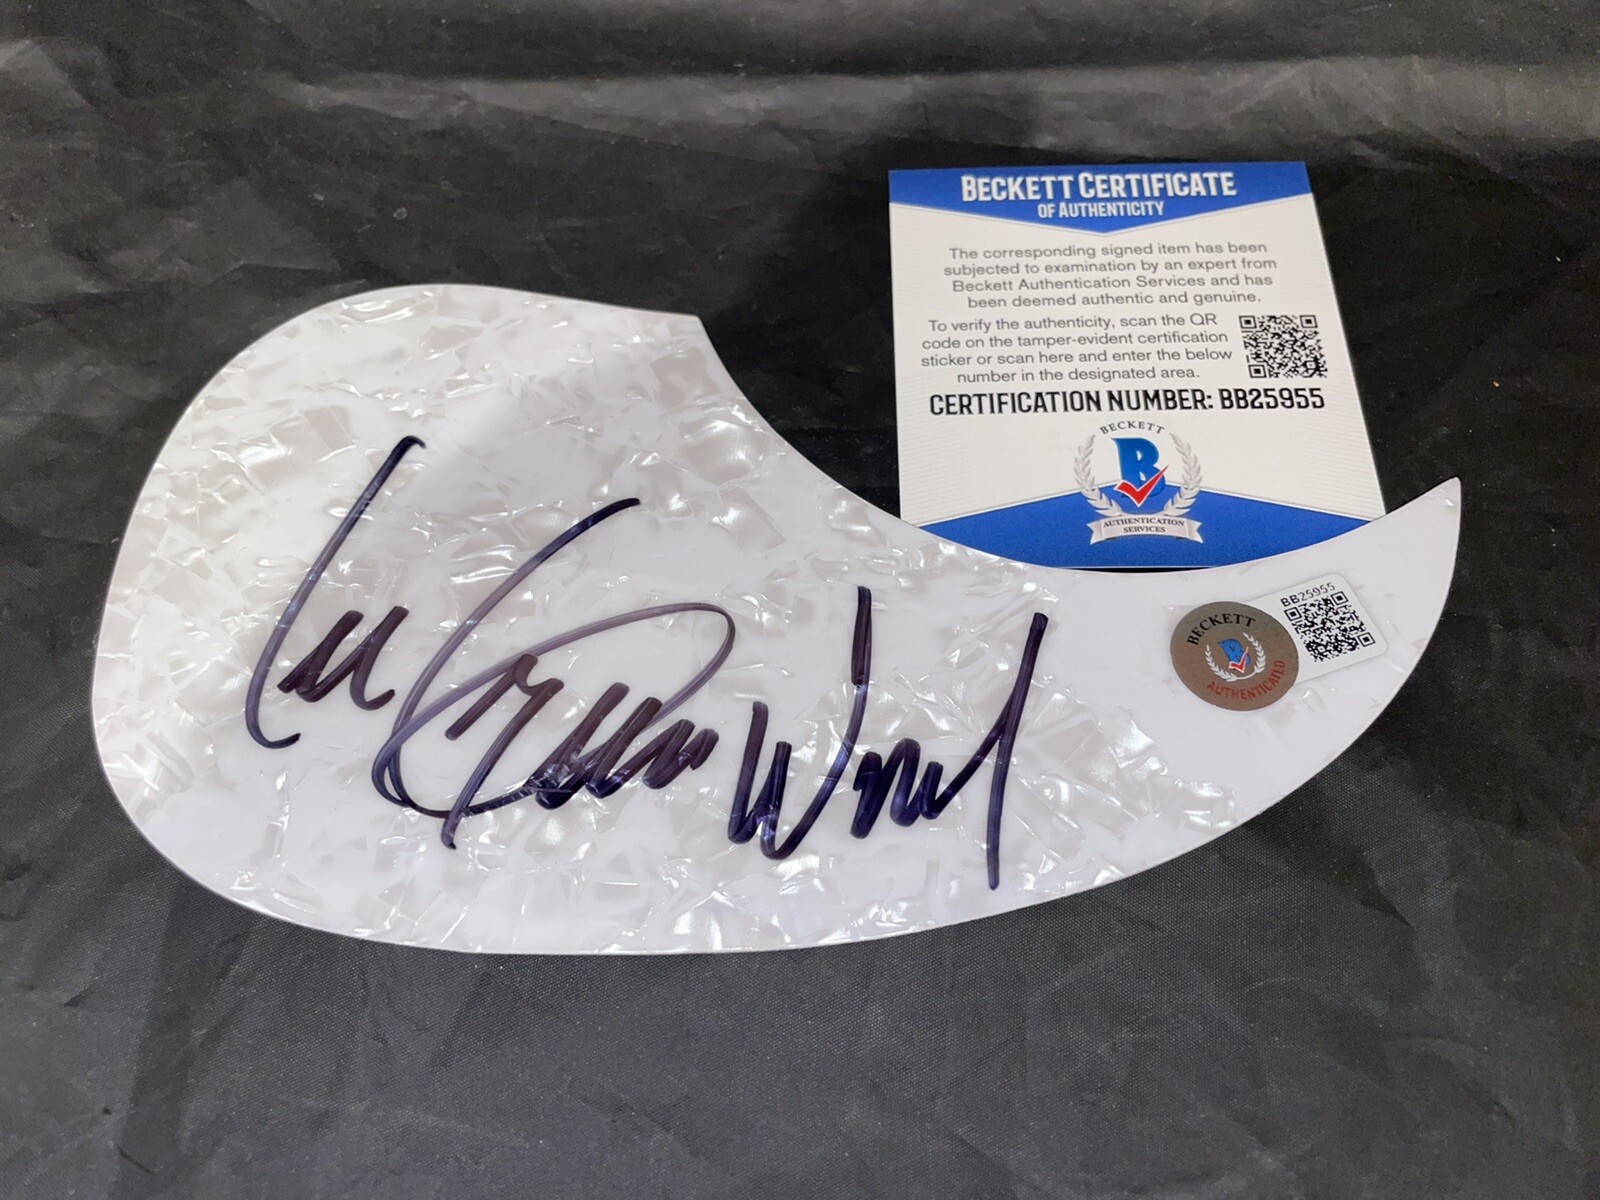 BECKETT CERTIFICATE
OF AUTHENTICITY
The corresponding signed item has been
subjected to examination by an expert from
Beckett Authentication Services and has
been deemed authentic and genuine.
To verify the authenticity, scan the QR
code on the tamper-evident certification
sticker or scan here and enter the below
number in the designated area.
CERTIFICATION NUMBER: BB25955
BECKETT
B
AUTHENTICATION
SERVICES
BB25955
BECKETT
B
AUTHENTICATED